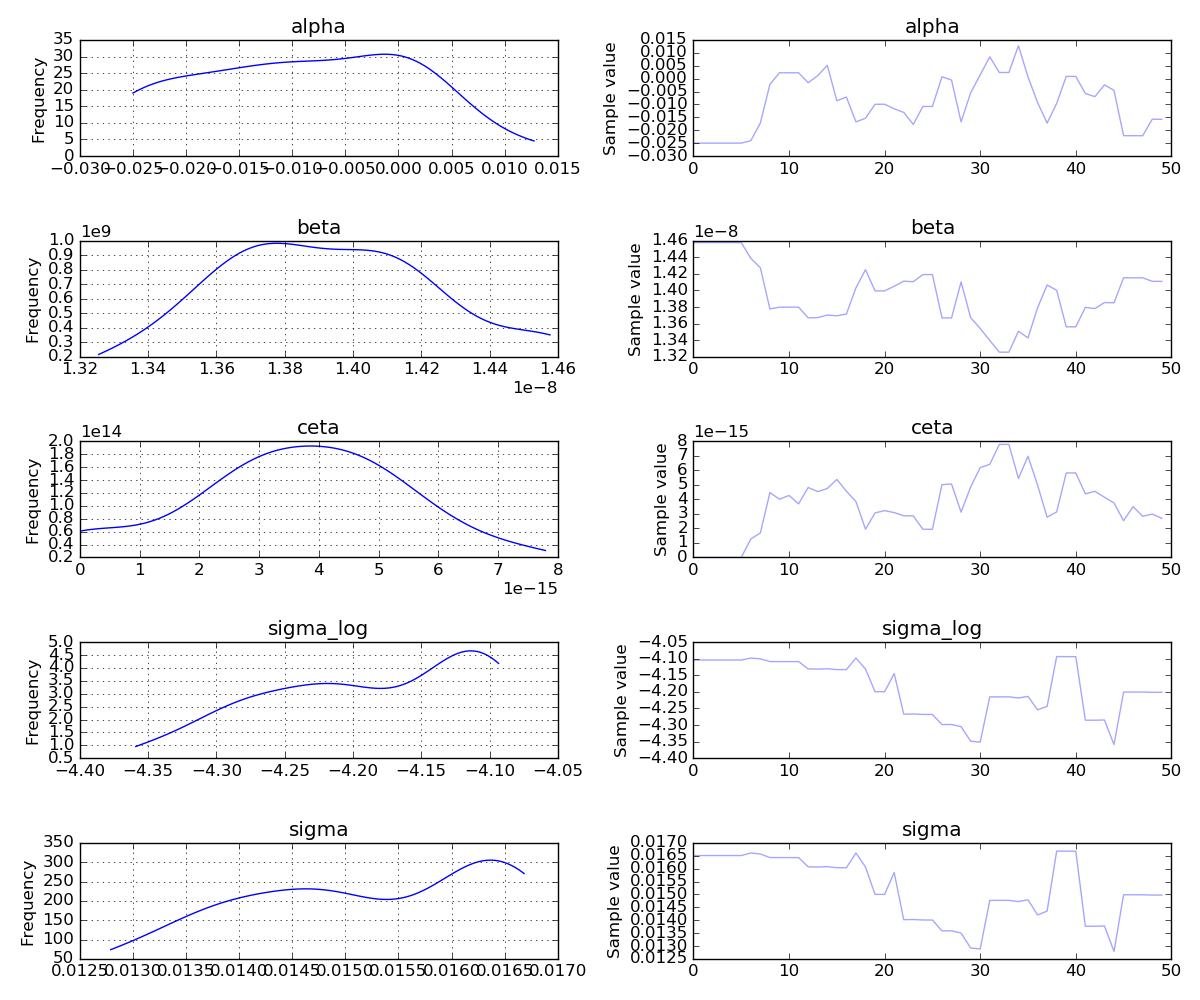 alpha alpha
Frequency
35
30
25
20
15
10
5
0
−0.030 −0.025 −0.020 −0.015 −0.010 −0.005 0.000 0.005 0.010 0.015
Sample value
0.015
0.010
0.005
0.000
−0.005
−0.010
−0.015
−0.020
−0.025
−0.030
0 10 20 30 40 50
beta beta
1e9
Frequency
1.0
0.9
0.8
0.7
0.6
0.5
0.4
0.3
0.2
1.32 1.34 1.36 1.38 1.40 1.42 1.44 1.46
1e−8
1e−8
Sample value
1.46
1.44
1.42
1.40
1.38
1.36
1.34
1.32
0 10 20 30 40 50
ceta ceta
1e14
Frequency
2.0
1.8
1.6
1.4
1.2
1.0
0.8
0.6
0.4
0.2
0 1 2 3 4 5 6 7 8
1e−15
1e−15
Sample value
8
7
6
5
4
3
2
1
0
0 10 20 30 40 50
sigma_log sigma_log
Frequency
5.0
4.5
4.0
3.5
3.0
2.5
2.0
1.5
1.0
0.5
−4.40 −4.35 −4.30 −4.25 −4.20 −4.15 −4.10 −4.05
Sample value
−4.05
−4.10
−4.15
−4.20
−4.25
−4.30
−4.35
−4.40
0 10 20 30 40 50
sigma sigma
Frequency
350
300
250
200
150
100
50
0.0125 0.0130 0.0135 0.0140 0.0145 0.0150 0.0155 0.0160 0.0165 0.0170
Sample value
0.0170
0.0165
0.0160
0.0155
0.0150
0.0145
0.0140
0.0135
0.0130
0.0125
0 10 20 30 40 50